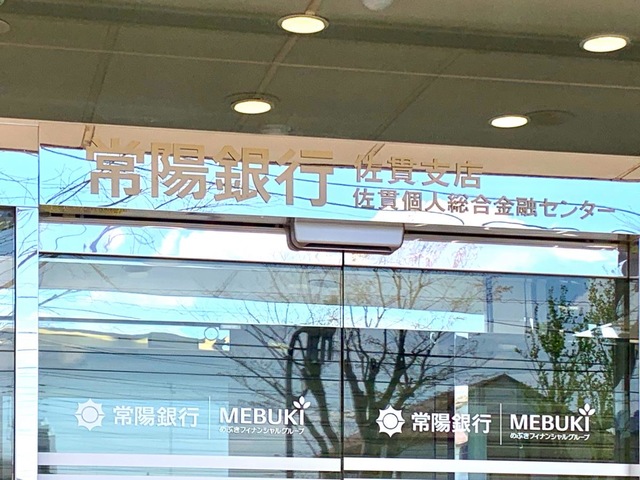 常陽銀行 佐貫支店
佐貫個人総合金融センター
常陽銀行 MEBUKI
めぶきフィナンシャルグループ
常陽銀行 MEBUKI
めぶきフィナンシャルグループ